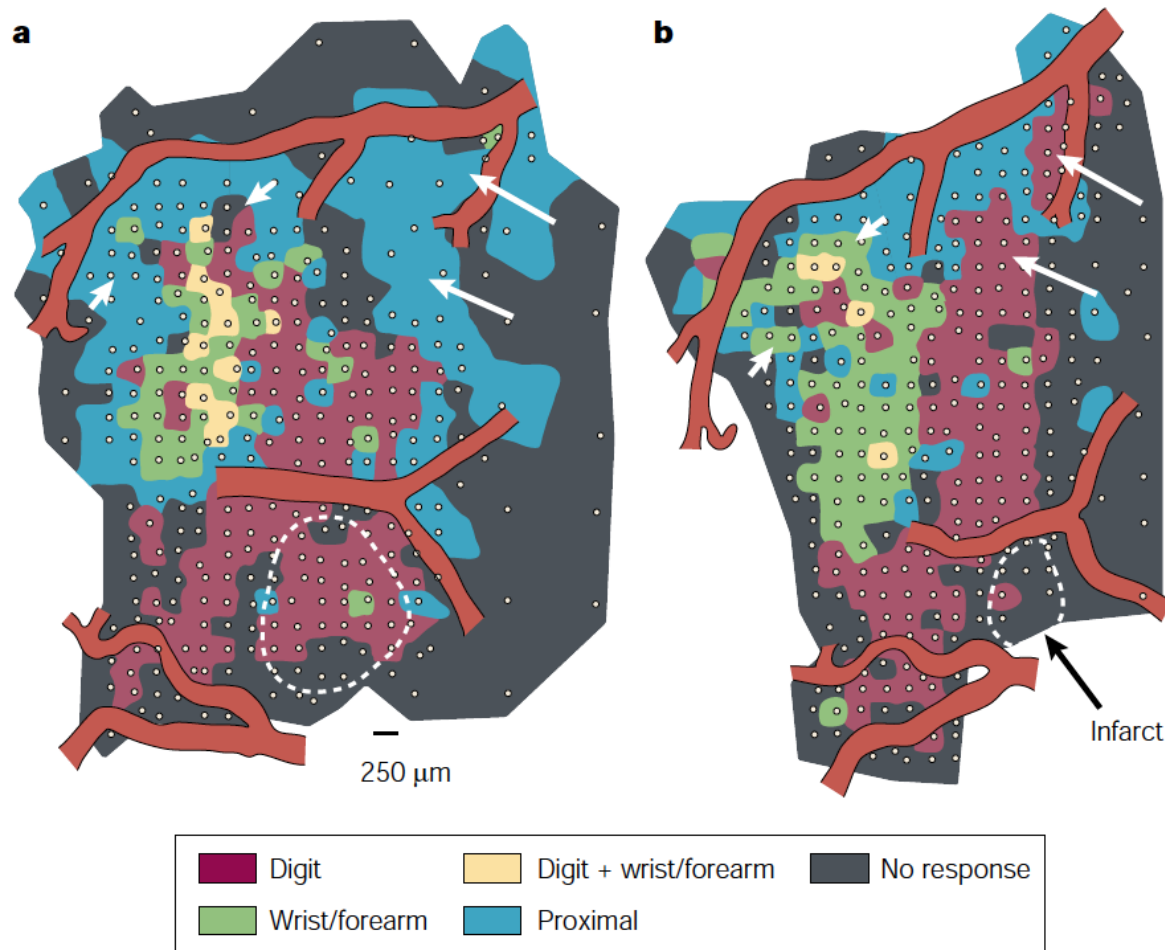 a
b
250 µm
Infarct
Digit
Digit + wrist/forearm
No response
Wrist/forearm
Proximal